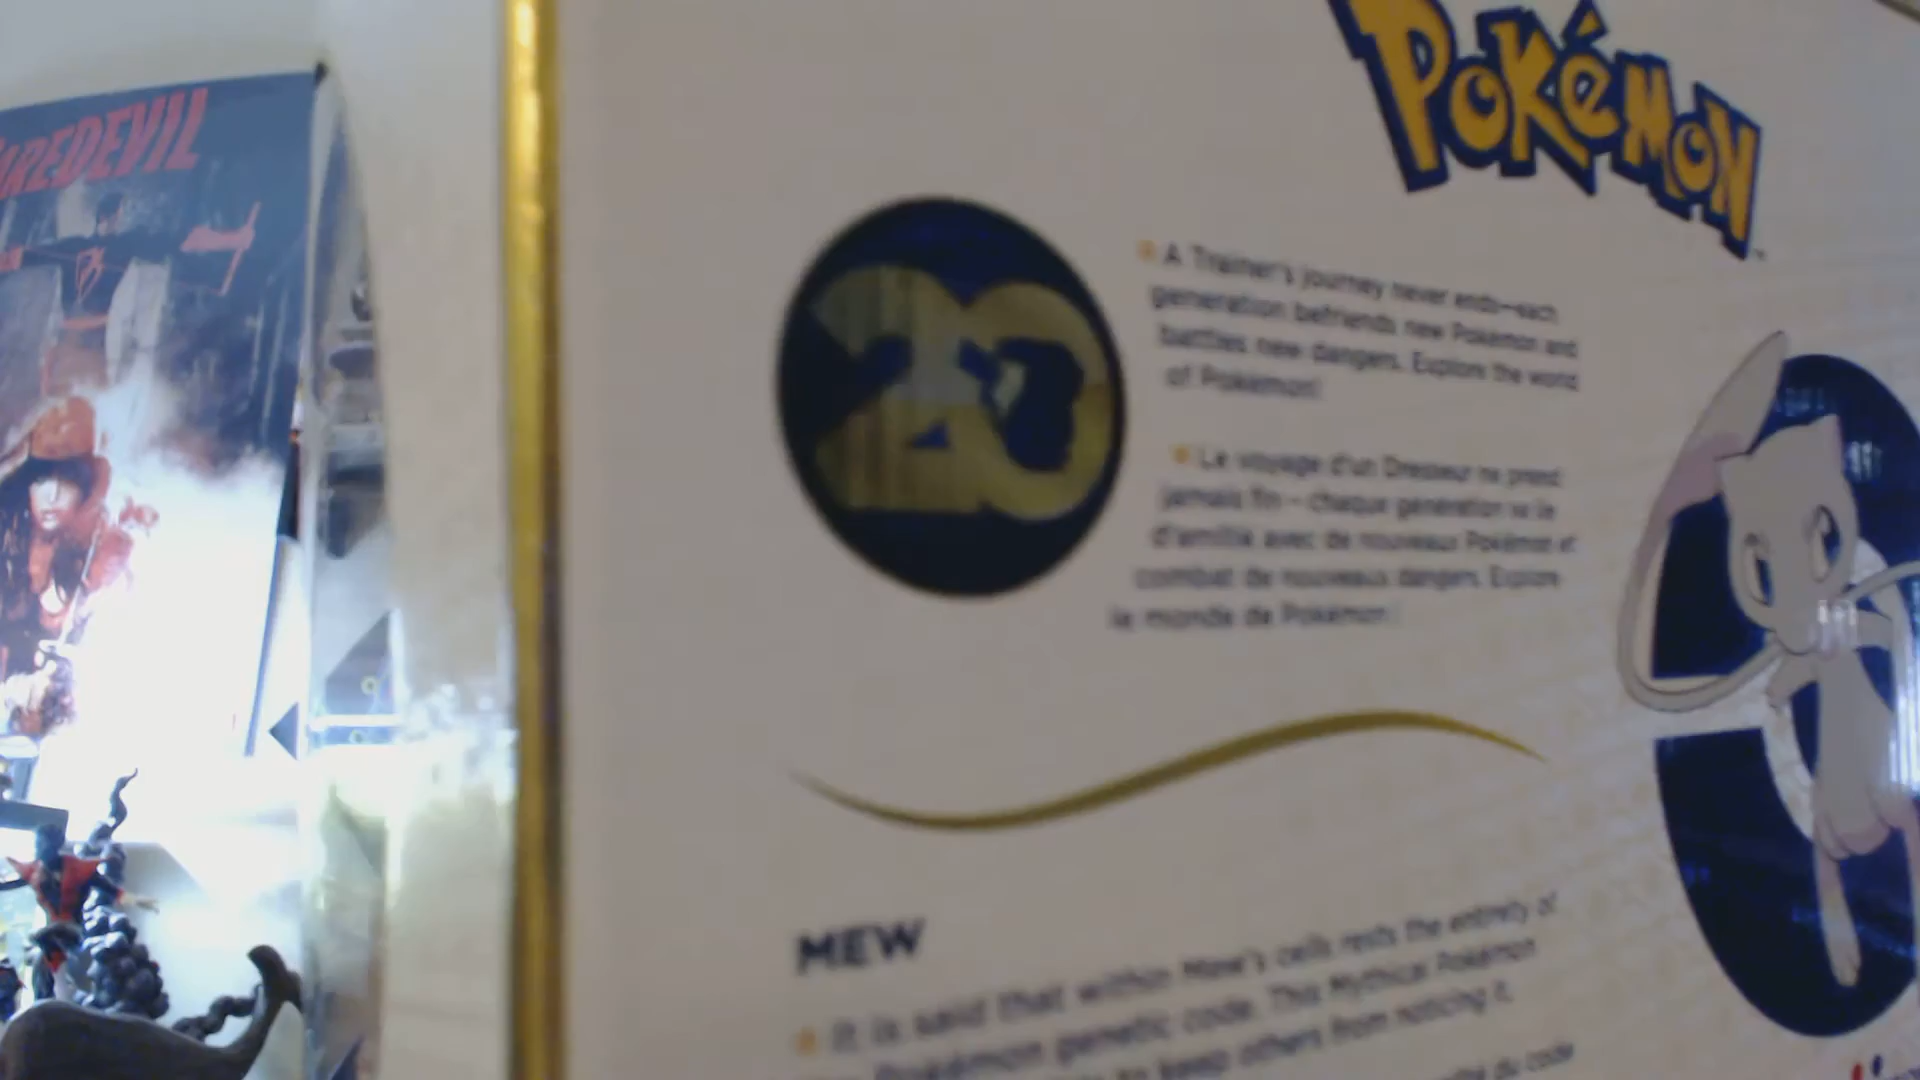 DAREDEVIL
POKéMON
20
A Trainer's journey never ends—each
generation befriends new Pokémon and
battles new dangers. Explore the world
of Pokémon!
Le voyage d'un Dresseur ne prend
jamais fin – chaque génération se lie
d'amitié avec de nouveaux Pokémon et
combat de nouveaux dangers. Explore
le monde de Pokémon !
MEW
It is said that within Mew's cells rests the entirety of
Pokémon genetic code. This Mythical Pokémon
to keep others from noticing it.
du code